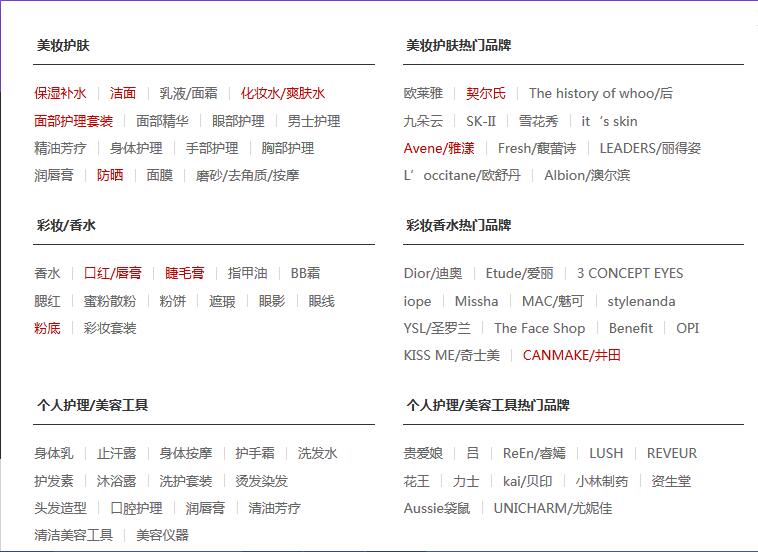 美妆护肤
保湿补水 洁面 乳液/面霜 化妆水/爽肤水
面部护理套装 面部精华 眼部护理 男士护理
精油芳疗 身体护理 手部护理 胸部护理
润唇膏 防晒 面膜 磨砂/去角质/按摩
美妆护肤热门品牌
欧莱雅 契尔氏 The history of whoo/后
九朵云 SK-II 雪花秀 it‘s skin
Avene/雅漾 Fresh/馥蕾诗 LEADERS/丽得姿
L’occitane/欧舒丹 Albion/澳尔滨
彩妆/香水
香水 口红/唇膏 睫毛膏 指甲油 BB霜
腮红 蜜粉散粉 粉饼 遮瑕 眼影 眼线
粉底 彩妆套装
彩妆香水热门品牌
Dior/迪奥 Etude/爱丽 3 CONCEPT EYES
iope Missha MAC/魅可 stylenanda
YSL/圣罗兰 The Face Shop Benefit OPI
KISS ME/奇士美 CANMAKE/井田
个人护理/美容工具
身体乳 止汗露 身体按摩 护手霜 洗发水
护发素 沐浴露 洗护套装 烫发染发
头发造型 口腔护理 润唇膏 清油芳疗
清洁美容工具 美容仪器
个人护理/美容工具热门品牌
贵爱娘 吕 ReEn/睿嫣 LUSH REVEUR
花王 力士 kai/贝印 小林制药 资生堂
Aussie袋鼠 UNICHARM/尤妮佳